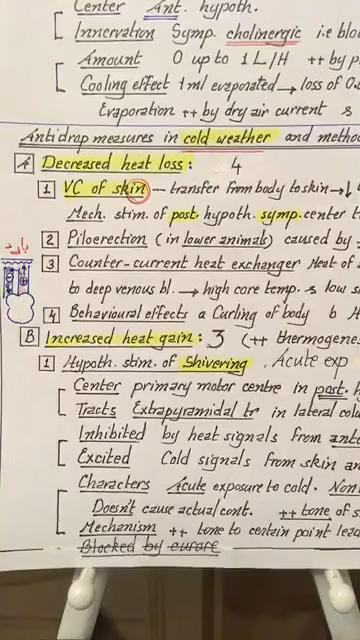 Center Ant. hypoth.
Innervation Symp. cholinergic i.e blo
Amount 0 up to 1 L/H ++ by p
Cooling effect 1 ml evaporated → loss of 0.
Evaporation ++ by dry air current &
Antidrop measures in cold weather and metho
A Decreased heat loss: 4
1 VC of skin — transfer from body to skin → ↓
Mech. stim. of post. hypoth. symp. center t
2 Piloerection (in lower animals) caused by
3 Counter-current heat exchanger Heat of
بارد
to deep venous bl. → high core temp. & low s
4 Behavioural effects a Curling of body b H
B Increased heat gain: 3 (++ thermogene
1 Hypoth. stim. of Shivering. Acute exp
Center primary motor centre in post. h
Tracts Extrapyramidal tr in lateral colu
Inhibited by heat signals from ante
Excited Cold signals from skin an
Characters Acute exposure to cold. Non
Doesn't cause actual cont. ++ tone of s
Mechanism ++ tone to certain point lead
Blocked by curare